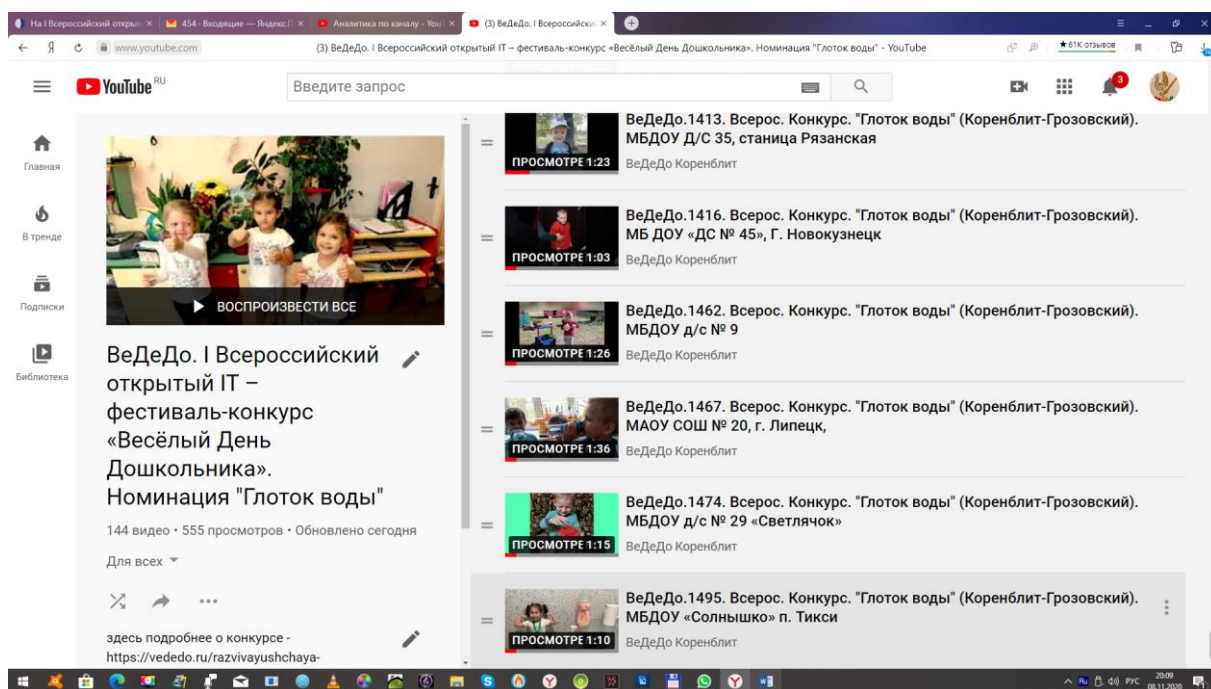 На I Всероссийский открыт
454 · Входящие — Яндекс.П
Аналитика по каналу - You
(3) ВеДеДо. I Всероссийски
www.youtube.com
(3) ВеДеДо. I Всероссийский открытый IT – фестиваль-конкурс «Весёлый День Дошкольника». Номинация "Глоток воды" - YouTube
★ 61К отзывов
YouTube RU
Введите запрос
3
Главная
В тренде
Подписки
Библиотека
ВОСПРОИЗВЕСТИ ВСЕ
ВеДеДо. I Всероссийский
открытый IT –
фестиваль-конкурс
«Весёлый День
Дошкольника».
Номинация "Глоток воды"
144 видео • 555 просмотров • Обновлено сегодня
Для всех
здесь подробнее о конкурсе -
https://vededo.ru/razvivayushchaya-
ПРОСМОТРЕ 1:23
ВеДеДо.1413. Всерос. Конкурс. "Глоток воды" (Коренблит-Грозовский).
МБДОУ Д/С 35, станица Рязанская
ВеДеДо Коренблит
ПРОСМОТРЕ 1:03
ВеДеДо.1416. Всерос. Конкурс. "Глоток воды" (Коренблит-Грозовский).
МБ ДОУ «ДС № 45», Г. Новокузнецк
ВеДеДо Коренблит
ПРОСМОТРЕ 1:26
ВеДеДо.1462. Всерос. Конкурс. "Глоток воды" (Коренблит-Грозовский).
МБДОУ д/с № 9
ВеДеДо Коренблит
ПРОСМОТРЕ 1:36
ВеДеДо.1467. Всерос. Конкурс. "Глоток воды" (Коренблит-Грозовский).
МАОУ СОШ № 20, г. Липецк,
ВеДеДо Коренблит
ПРОСМОТРЕ 1:15
ВеДеДо.1474. Всерос. Конкурс. "Глоток воды" (Коренблит-Грозовский).
МБДОУ д/с № 29 «Светлячок»
ВеДеДо Коренблит
ПРОСМОТРЕ 1:10
ВеДеДо.1495. Всерос. Конкурс. "Глоток воды" (Коренблит-Грозовский).
МБДОУ «Солнышко» п. Тикси
ВеДеДо Коренблит
Ru
РУС
20:09
08.11.2020